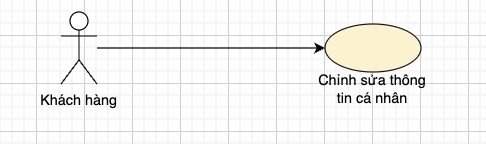 Khách hàng
Chỉnh sửa thông
tin cá nhân